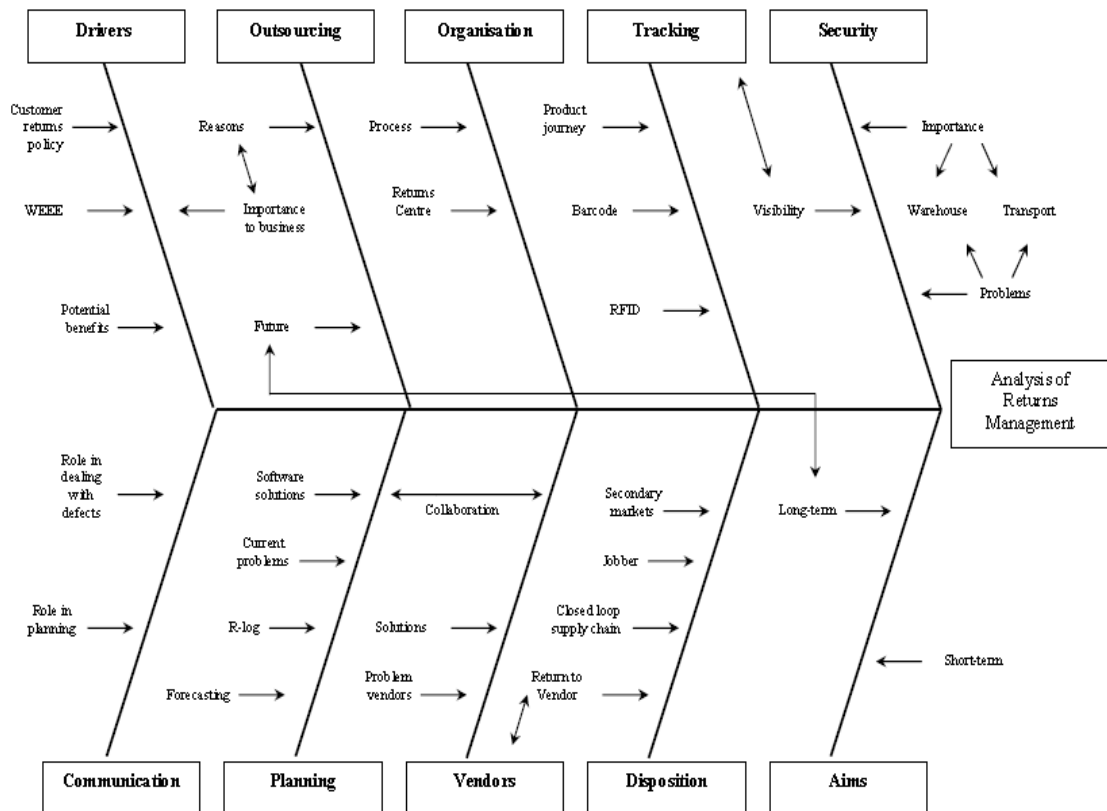 Drivers
Outsourcing
Organisation
Tracking
Security
Customer
returns
policy
Reasons
Process
Product
journey
Importance
WEEE
Importance
to business
Returns
Centre
Barcode
Visibility
Warehouse
Transport
Potential
benefits
Future
RFID
Problems
Analysis of
Returns
Management
Role in
dealing
with
defects
Software
solutions
Collaboration
Secondary
markets
Long-term
Current
problems
Jobber
Role in
planning
R-log
Solutions
Closed loop
supply chain
Short-term
Forecasting
Problem
vendors
Return to
Vendor
Communication
Planning
Vendors
Disposition
Aims